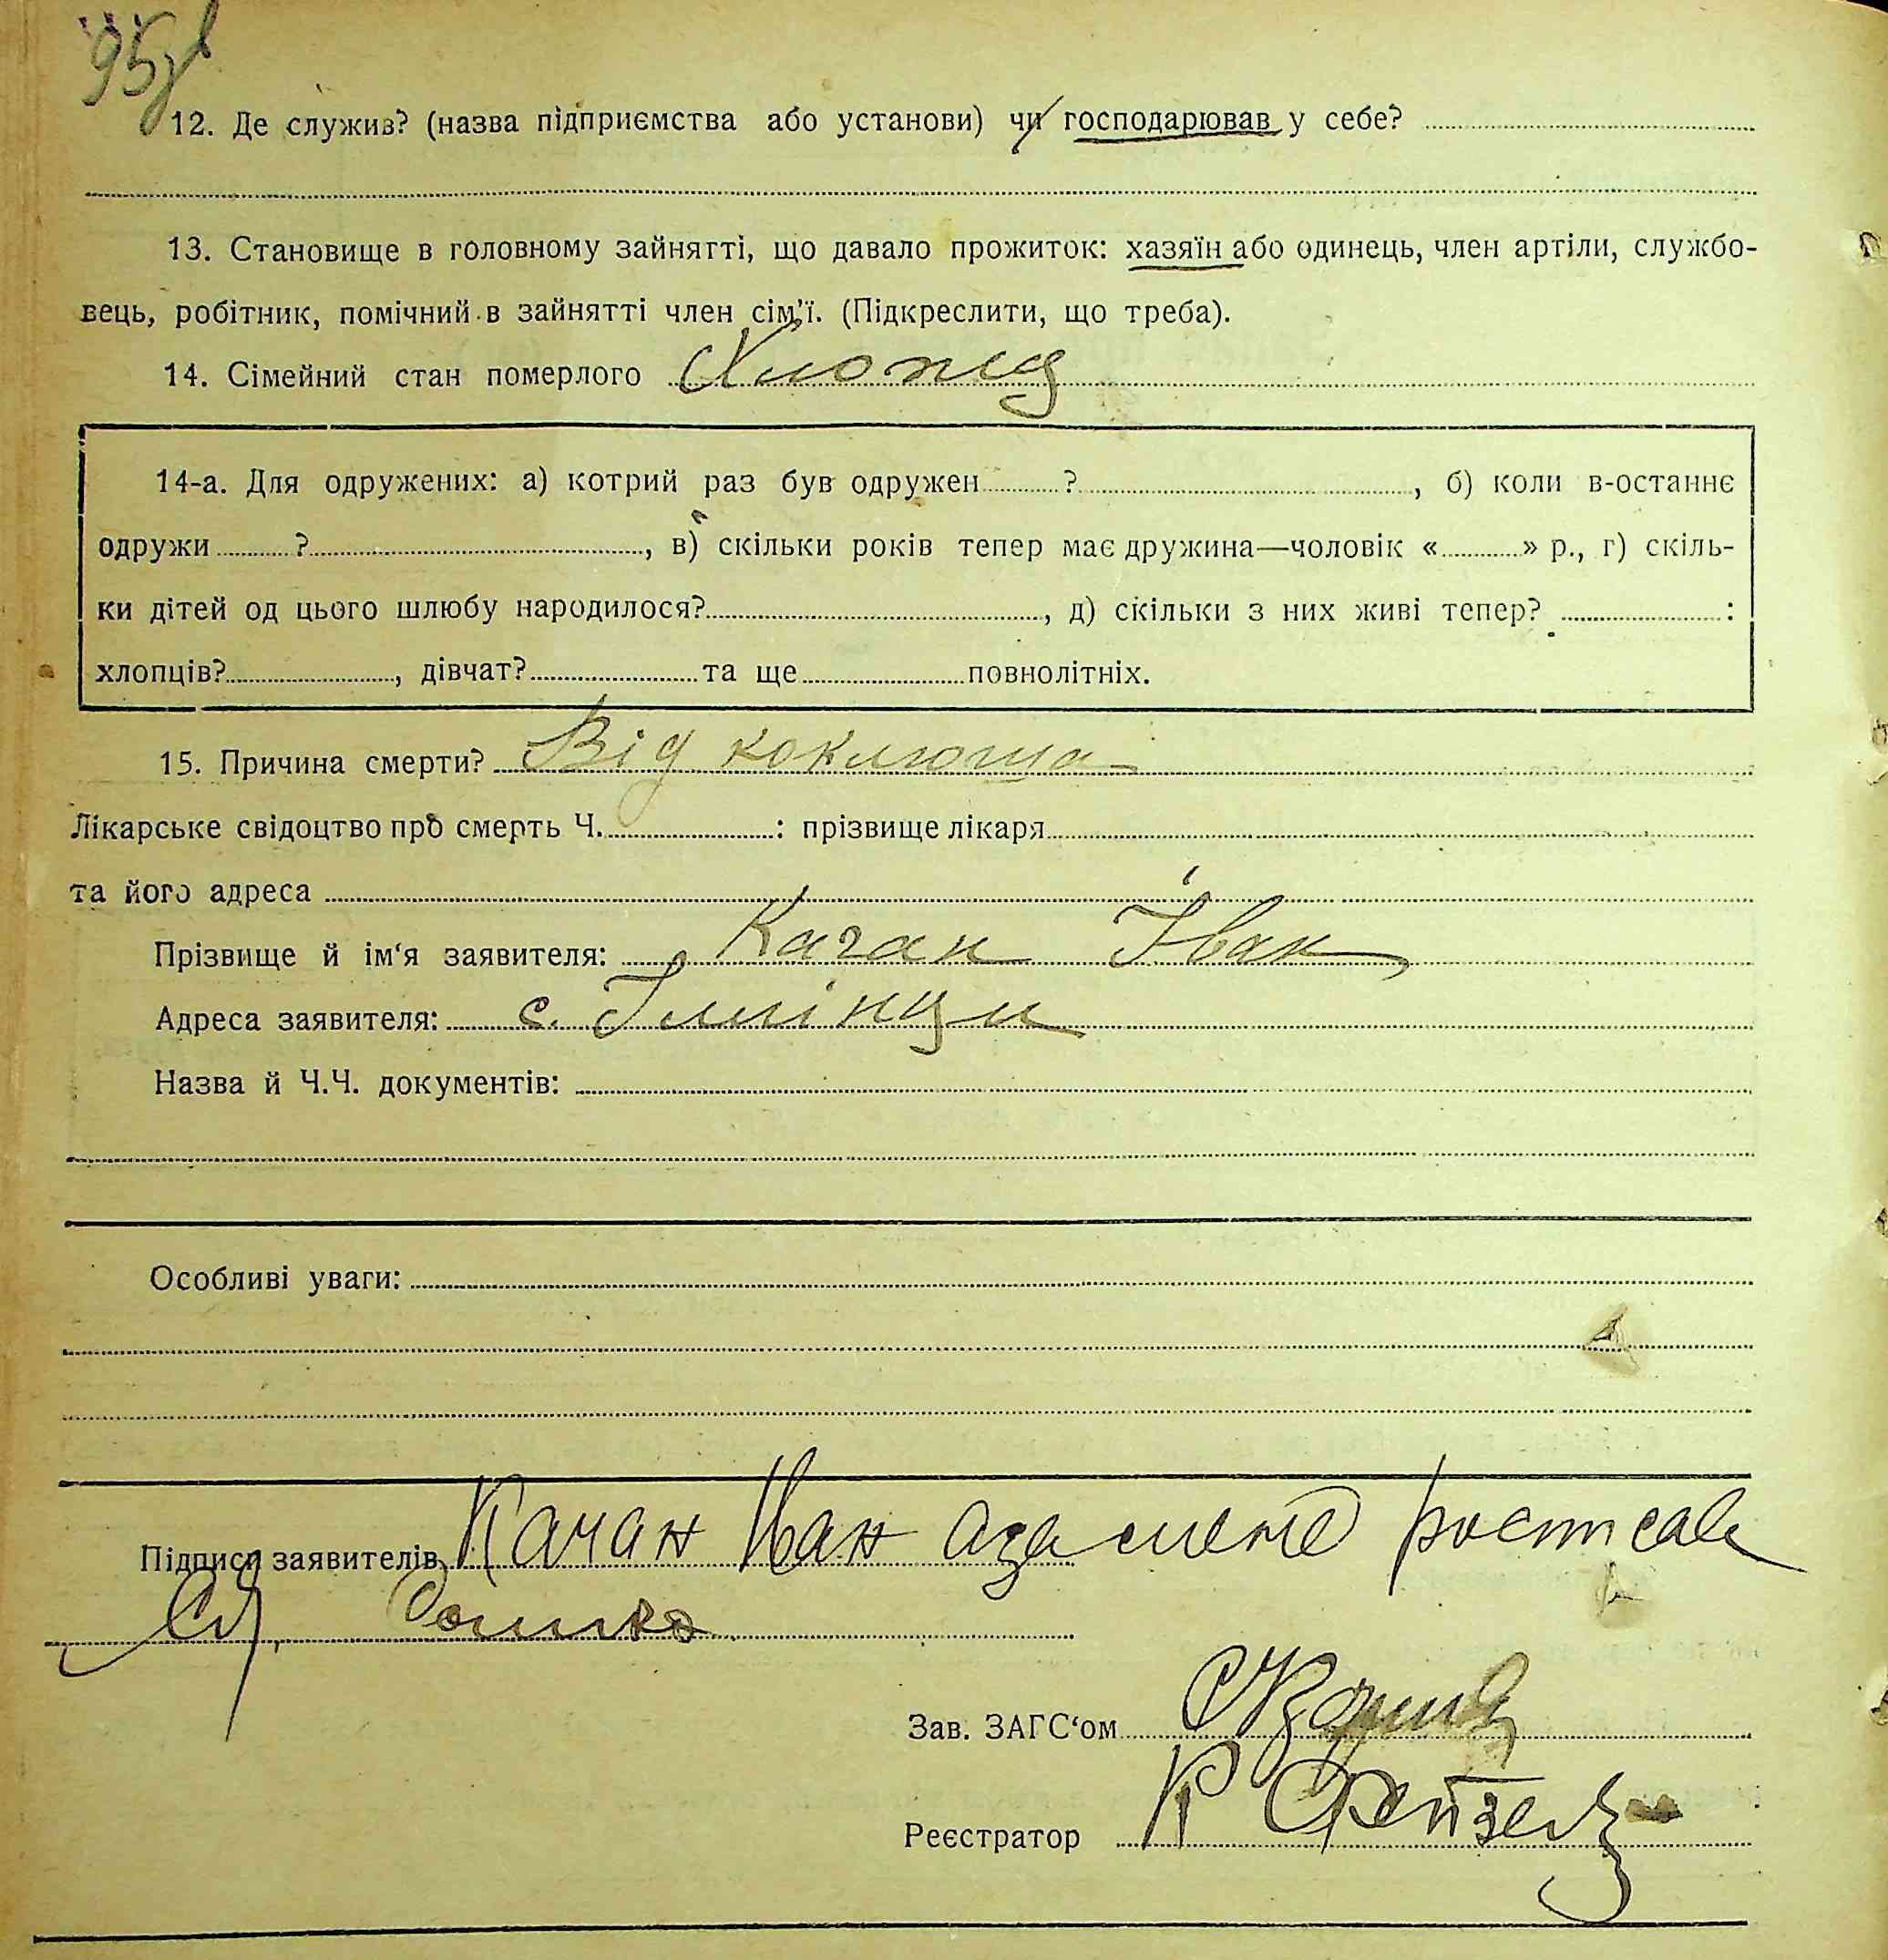 95
12. Де служив? (назва підприємства або установи) чи господарював у себе?
13. Становище в головному зайнятті, що давало прожиток: хазяїн або одинець, член артіли, службо-
вець, робітник, помічний в зайнятті член сім'ї. (Підкреслити, що треба).
14. Сімейний стан померлого Хлопец
14-а. Для одружених: а) котрий раз був одружен ? , б) коли в-останнє
одружи ? , в) скільки років тепер має дружина—чоловік « » р., г) скіль-
ки дітей од цього шлюбу народилося? , д) скільки з них живі тепер? :
хлопців? , дівчат? та ще повнолітніх.
15. Причина смерти? Від коклюша
Лікарське свідоцтво про смерть Ч. : прізвище лікаря
та його адреса
Прізвище й ім'я заявителя: Качан Іван
Адреса заявителя: с. Іллінци
Назва й Ч.Ч. документів:
Особливі уваги:
Підписи заявителів Качан Иван
Зав. ЗАГС'ом
Реєстратор К